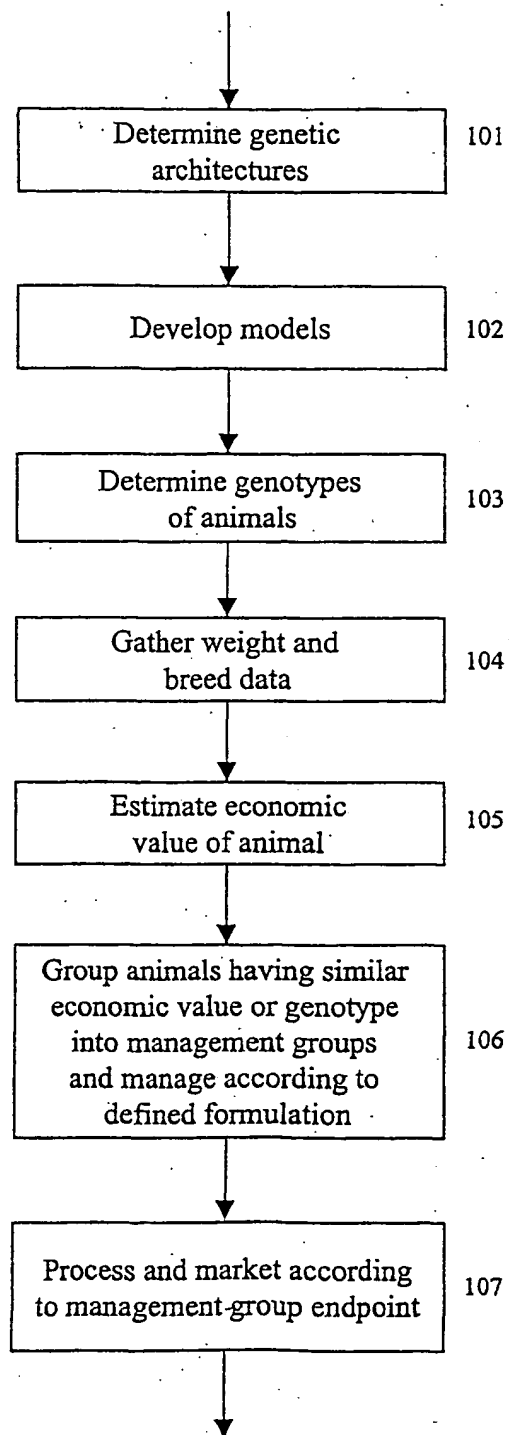 Determine genetic
architectures
101
Develop models
102
Determine genotypes
of animals
103
Gather weight and
breed data
104
Estimate economic
value of animal
105
Group animals having similar
economic value or genotype
into management groups
and manage according to
defined formulation
106
Process and market according
to management-group endpoint
107